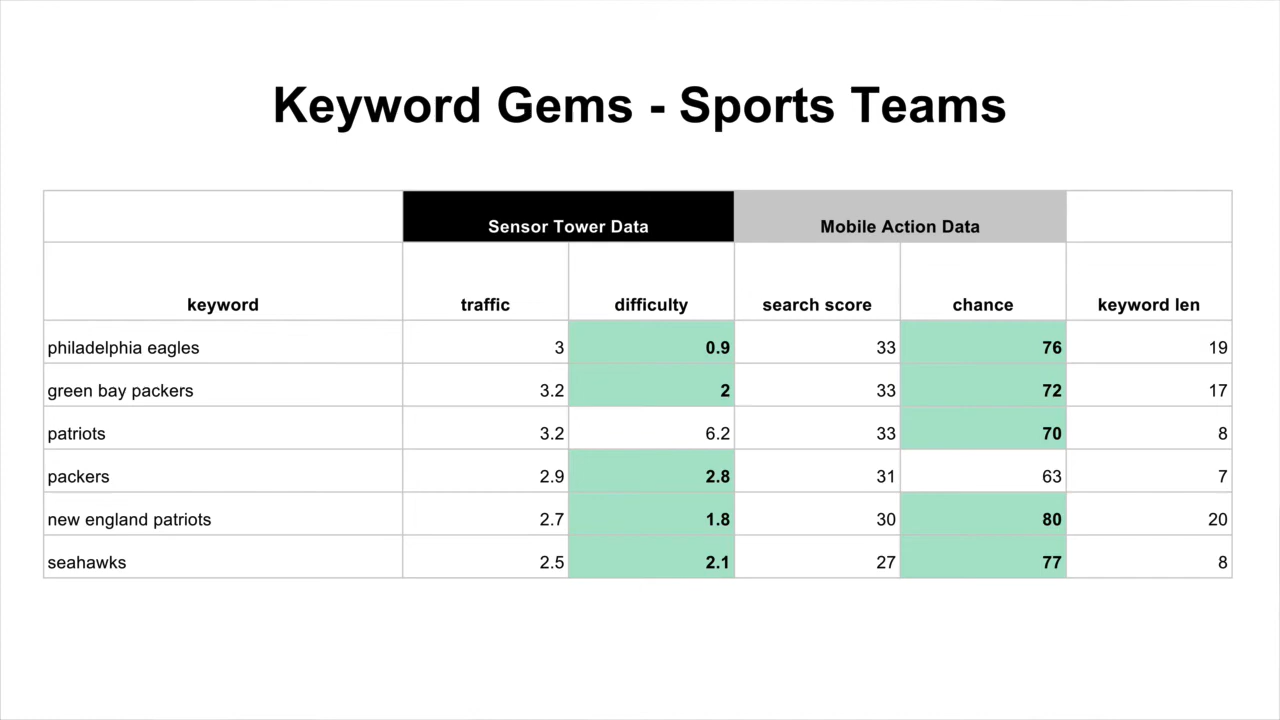 Keyword Gems - Sports Teams
Sensor Tower Data Mobile Action Data
keyword traffic difficulty search score chance keyword len
philadelphia eagles 3 0.9 33 76 19
green bay packers 3.2 2 33 72 17
patriots 3.2 6.2 33 70 8
packers 2.9 2.8 31 63 7
new england patriots 2.7 1.8 30 80 20
seahawks 2.5 2.1 27 77 8